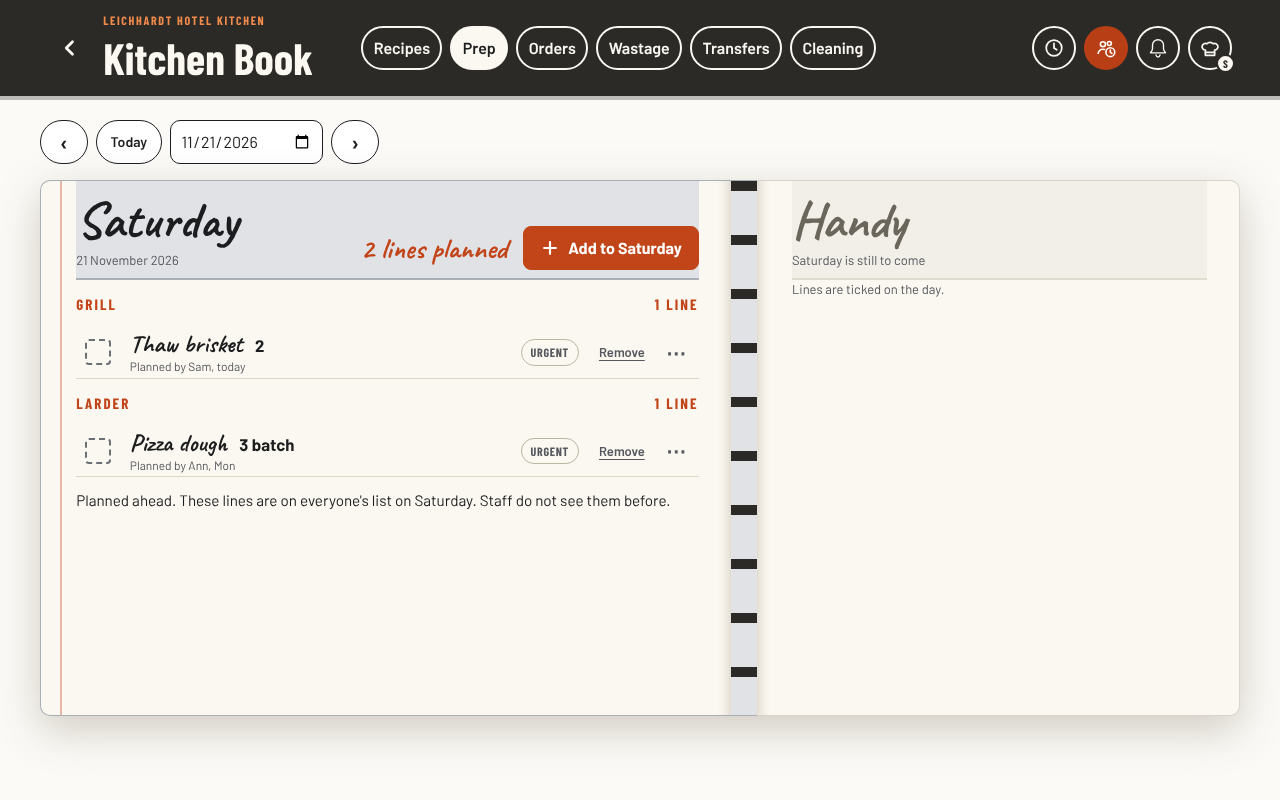 LEICHHARDT HOTEL KITCHEN
Kitchen Book
Recipes
Prep
Orders
Wastage
Transfers
Cleaning
S
‹
Today
11/21/2026
›
Saturday
21 November 2026
2 lines planned
+ Add to Saturday
GRILL 1 LINE
Thaw brisket 2
Planned by Sam, today
URGENT
Remove
···
LARDER 1 LINE
Pizza dough 3 batch
Planned by Ann, Mon
URGENT
Remove
···
Planned ahead. These lines are on everyone's list on Saturday. Staff do not see them before.
Handy
Saturday is still to come
Lines are ticked on the day.